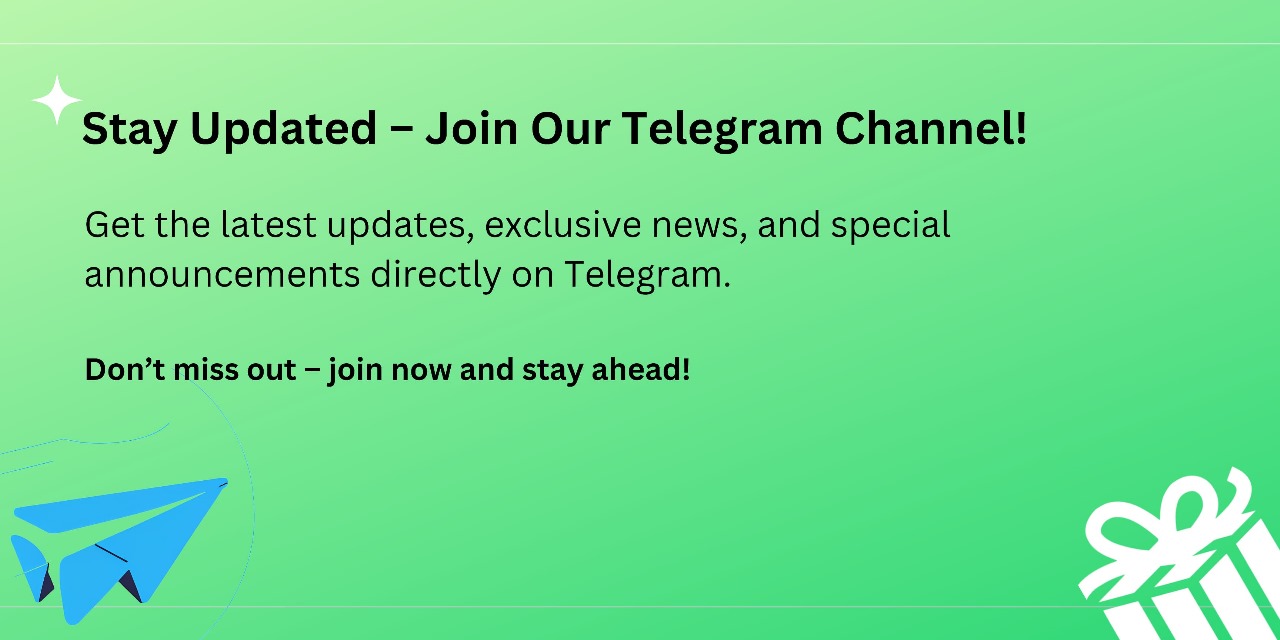 Stay Updated – Join Our Telegram Channel!
Get the latest updates, exclusive news, and special
announcements directly on Telegram.
Don’t miss out – join now and stay ahead!